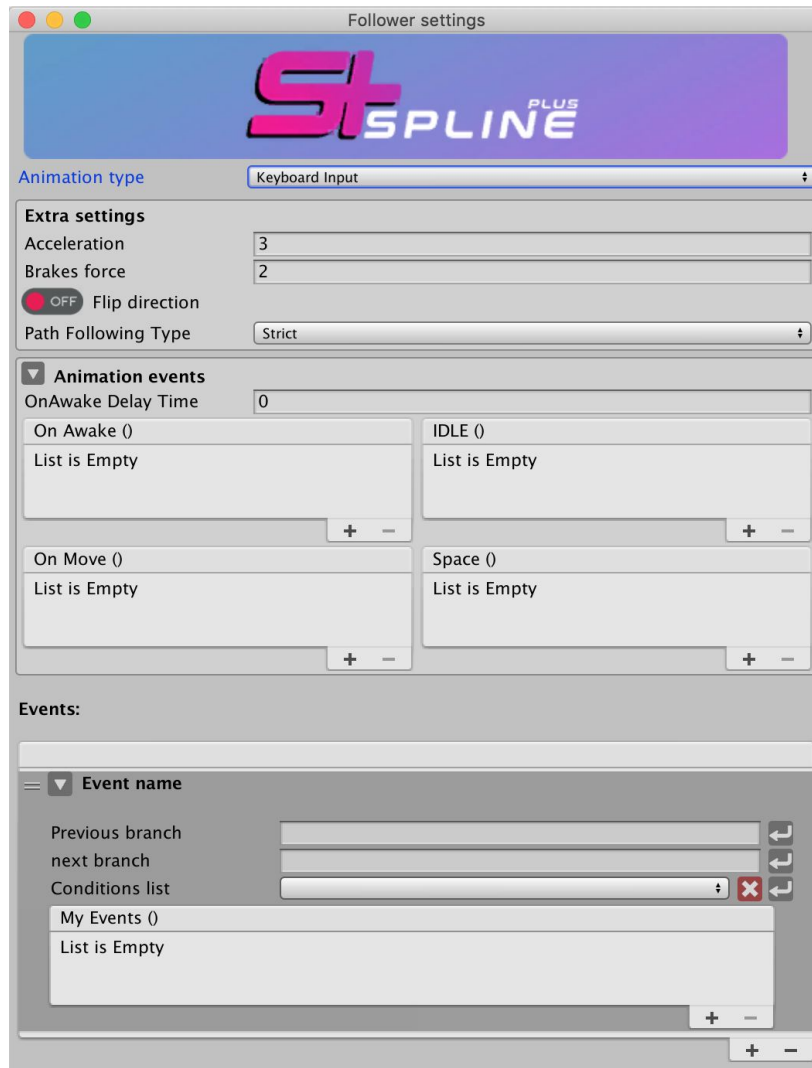 Follower settings
S+ SPLINE PLUS
Animation type Keyboard Input
Extra settings
Acceleration 3
Brakes force 2
OFF Flip direction
Path Following Type Strict
Animation events
OnAwake Delay Time 0
On Awake () IDLE ()
List is Empty List is Empty
+ − + −
On Move () Space ()
List is Empty List is Empty
+ − + −
Events:
Event name
Previous branch
next branch
Conditions list
My Events ()
List is Empty
+ −
+ −